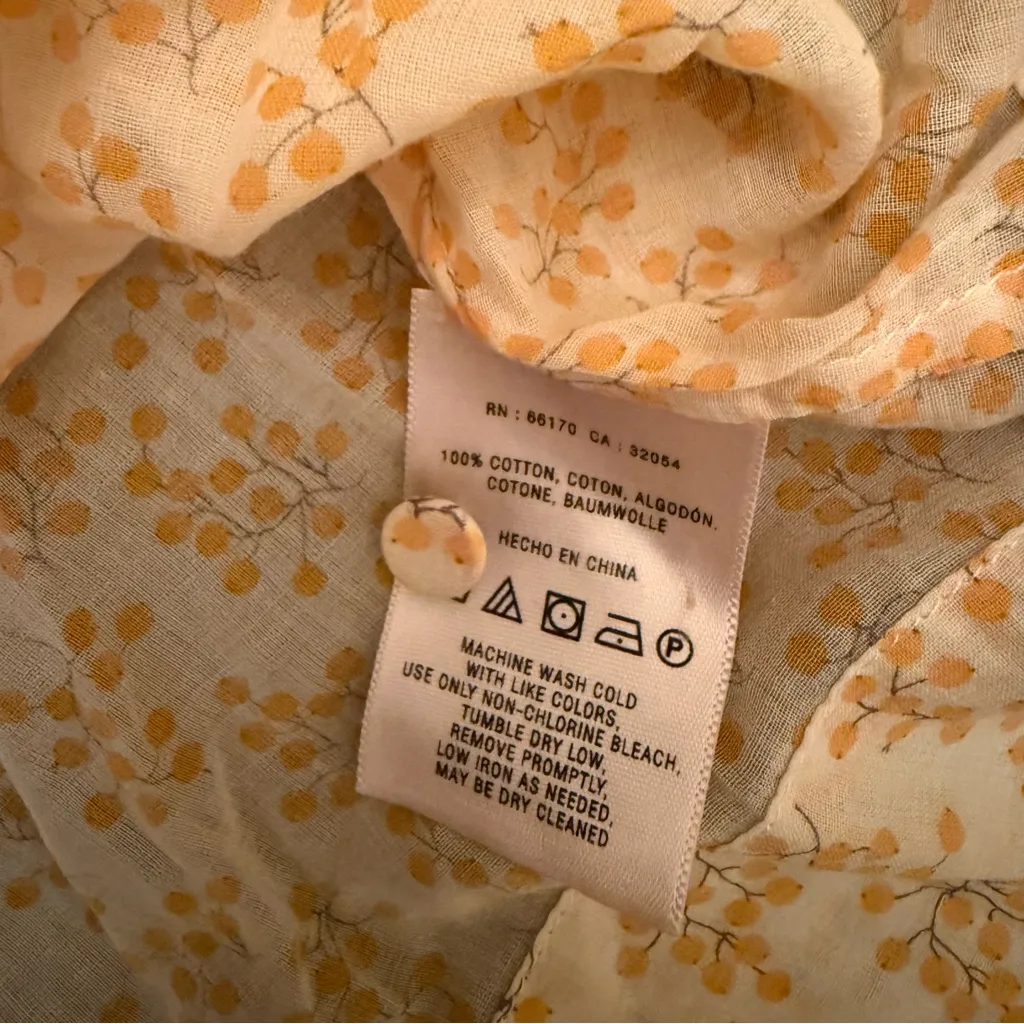 RN : 66170 CA : 32054
100% COTTON, COTON, ALGODÓN.
COTONE, BAUMWOLLE
HECHO EN CHINA
P
MACHINE WASH COLD
WITH LIKE COLORS,
USE ONLY NON-CHLORINE BLEACH,
TUMBLE DRY LOW,
REMOVE PROMPTLY,
LOW IRON AS NEEDED,
MAY BE DRY CLEANED